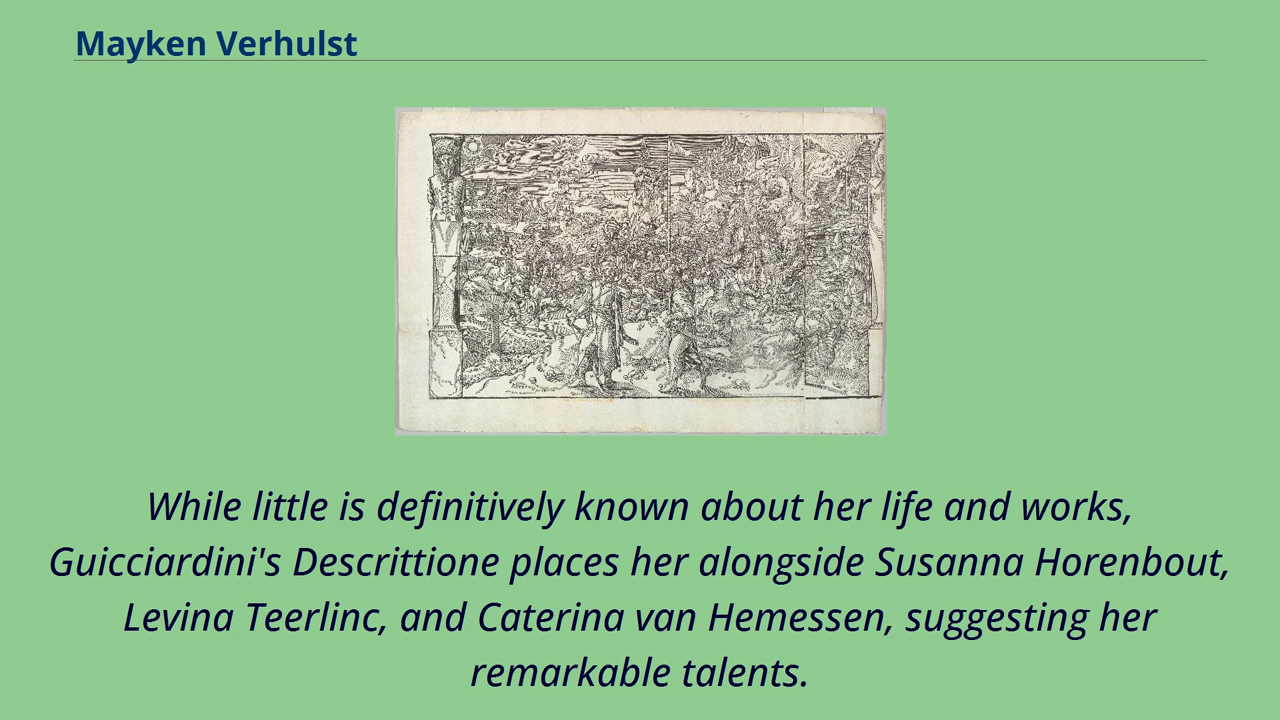 Mayken Verhulst
While little is definitively known about her life and works,
Guicciardini's Descrittione places her alongside Susanna Horenbout,
Levina Teerlinc, and Caterina van Hemessen, suggesting her
remarkable talents.